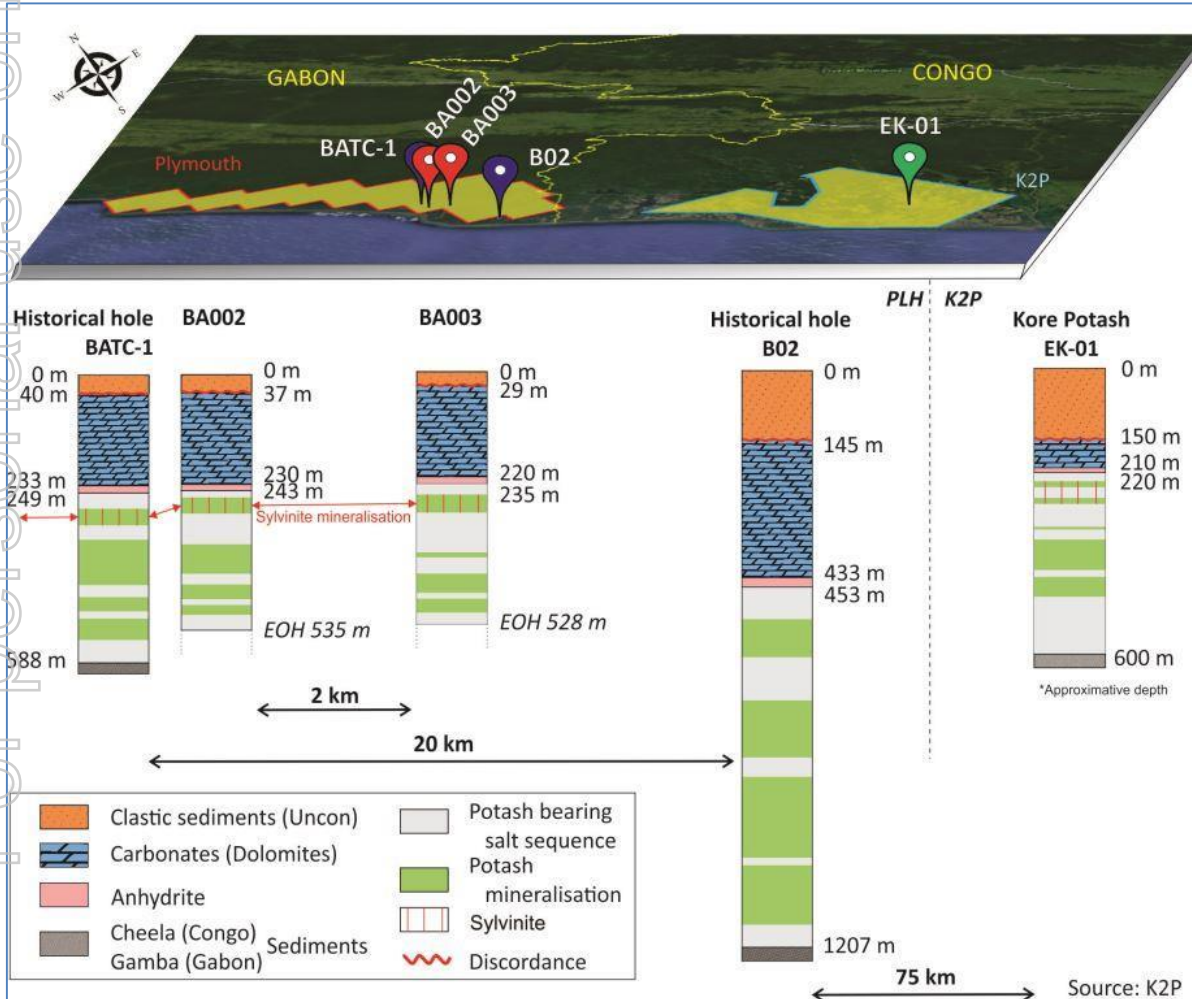 N
E
W
S
GABON
CONGO
BATC-1
BA002
BA003
B02
EK-01
Plymouth
K2P
PLH K2P
Historical hole
BATC-1
BA002
BA003
Historical hole
B02
Kore Potash
EK-01
0 m
40 m
233 m
249 m
588 m
0 m
37 m
230 m
243 m
EOH 535 m
Sylvinite mineralisation
0 m
29 m
220 m
235 m
EOH 528 m
0 m
145 m
433 m
453 m
1207 m
0 m
150 m
210 m
220 m
600 m
*Approximative depth
2 km
20 km
75 km
Clastic sediments (Uncon)
Carbonates (Dolomites)
Anhydrite
Cheela (Congo)
Gamba (Gabon) Sediments
Potash bearing
salt sequence
Potash
mineralisation
Sylvinite
Discordance
Source: K2P